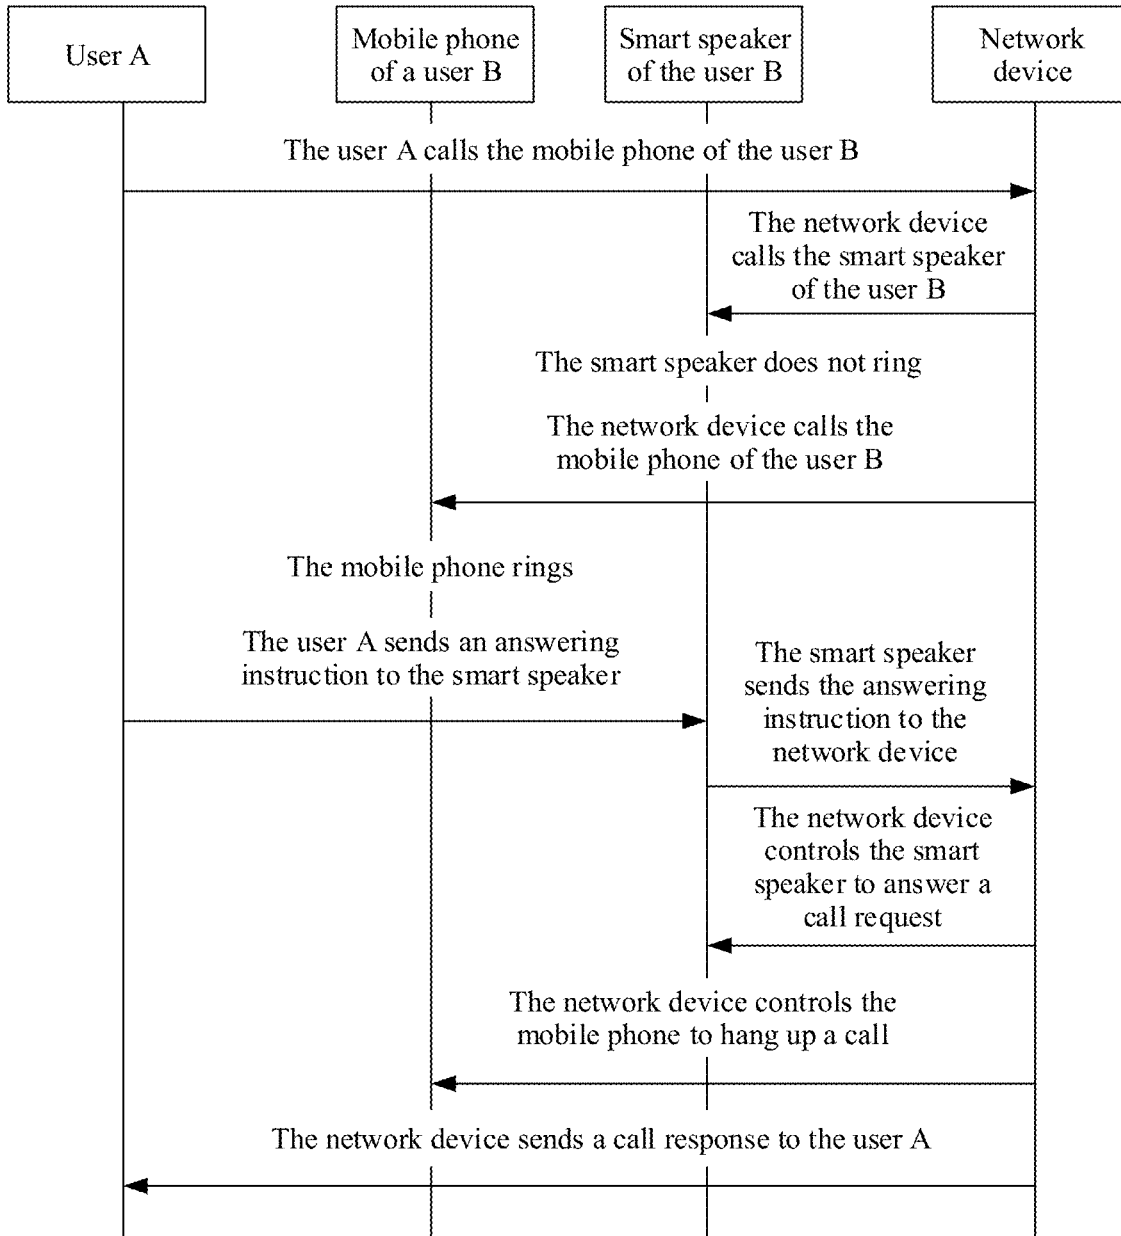 User A
Mobile phone
of a user B
Smart speaker
of the user B
Network
device
The user A calls the mobile phone of the user B
The network device
calls the smart speaker
of the user B
The smart speaker does not ring
The network device calls the
mobile phone of the user B
The mobile phone rings
The user A sends an answering
instruction to the smart speaker
The smart speaker
sends the answering
instruction to the
network device
The network device
controls the smart
speaker to answer a
call request
The network device controls the
mobile phone to hang up a call
The network device sends a call response to the user A